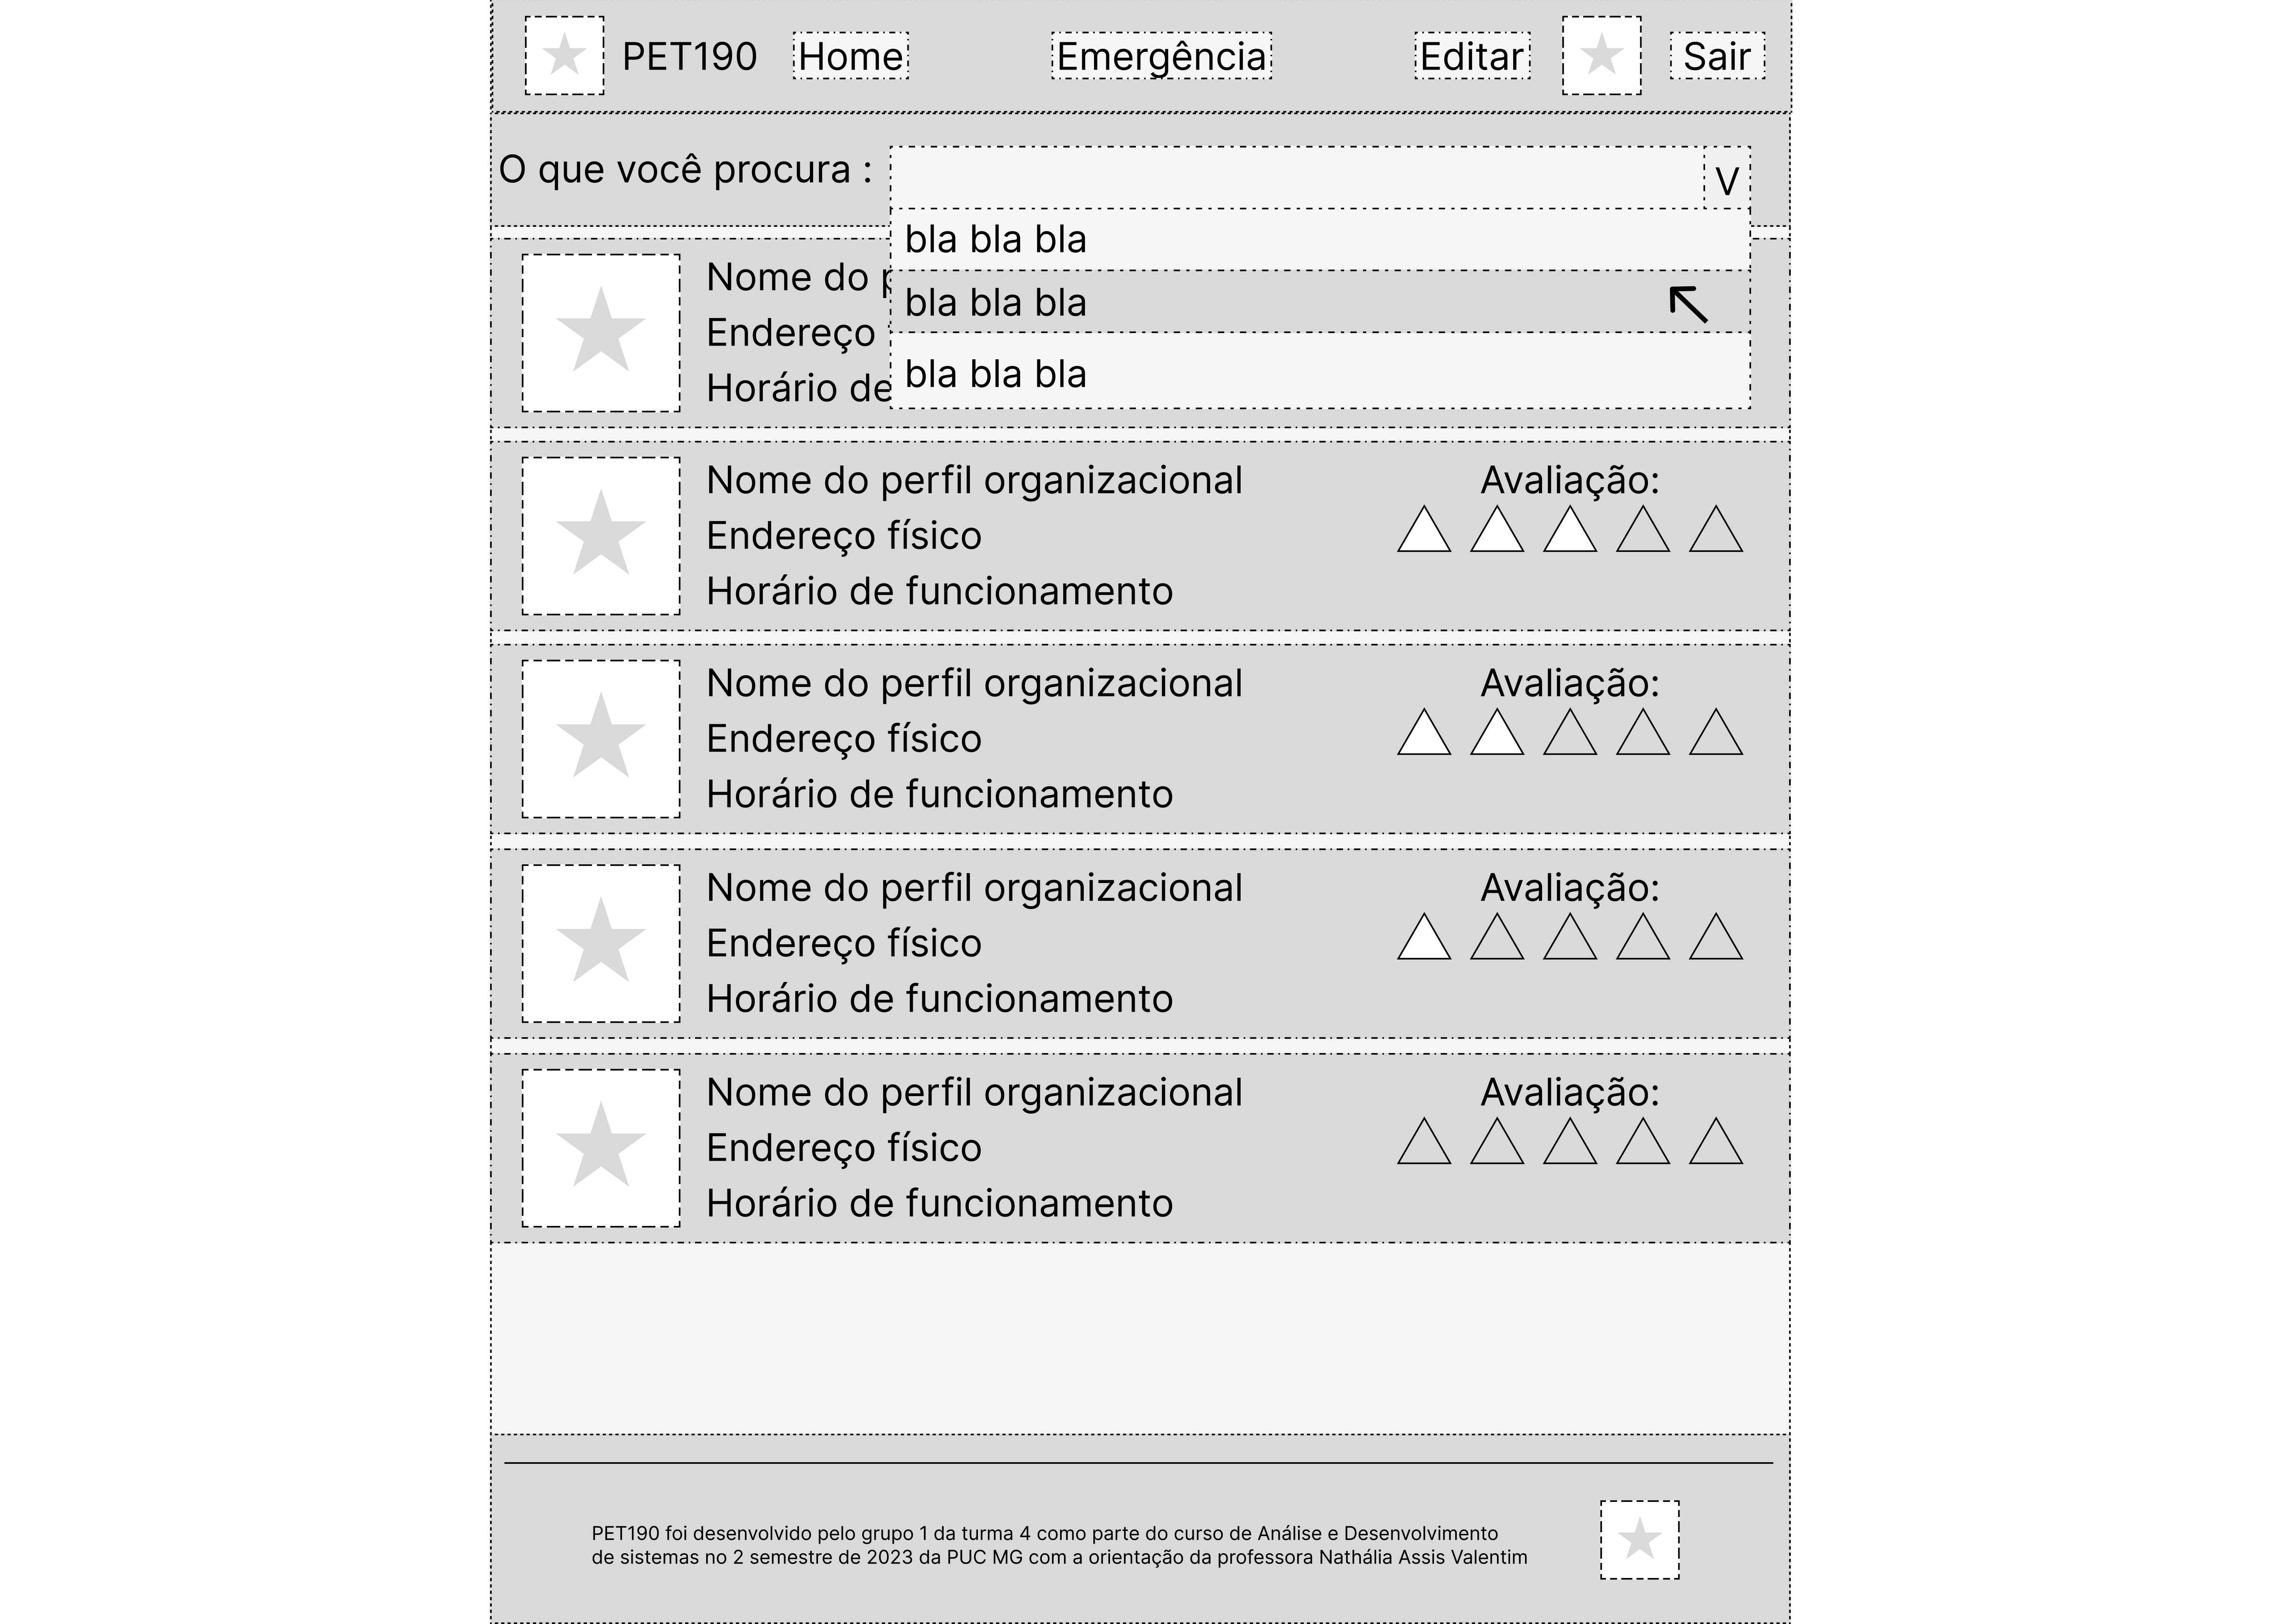 PET190 Home Emergência Editar Sair
O que você procura : V
bla bla bla
bla bla bla
bla bla bla
Nome do
Endereço
Horário de
Nome do perfil organizacional
Endereço físico
Horário de funcionamento
Avaliação:
Nome do perfil organizacional
Endereço físico
Horário de funcionamento
Avaliação:
Nome do perfil organizacional
Endereço físico
Horário de funcionamento
Avaliação:
Nome do perfil organizacional
Endereço físico
Horário de funcionamento
Avaliação:
PET190 foi desenvolvido pelo grupo 1 da turma 4 como parte do curso de Análise e Desenvolvimento
de sistemas no 2 semestre de 2023 da PUC MG com a orientação da professora Nathália Assis Valentim